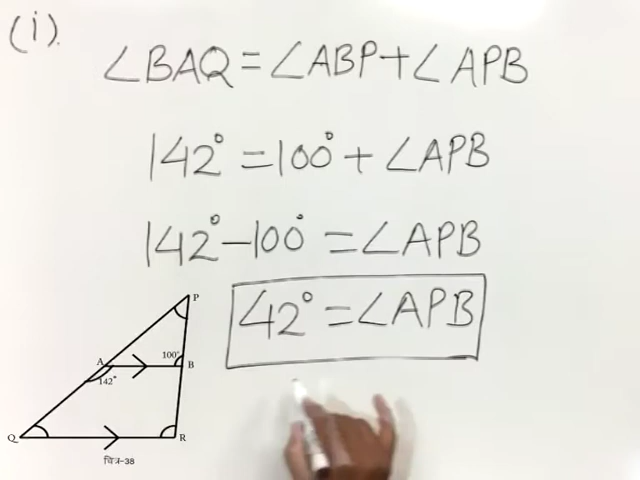 (i).
∠BAQ = ∠ABP + ∠APB
142° = 100° + ∠APB
142° - 100° = ∠APB
∠42° = ∠APB
P
A
100°
B
142°
Q
R
चित्र-38